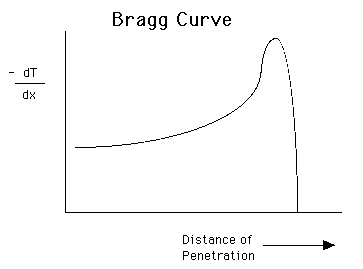 Bragg Curve
- dT
dx
Distance of
Penetration